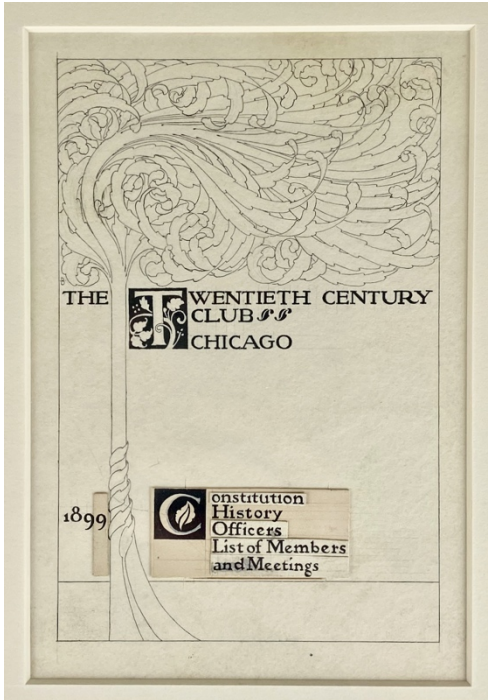 THE TWENTIETH CENTURY
CLUB
CHICAGO
1899
Constitution
History
Officers
List of Members
and Meetings